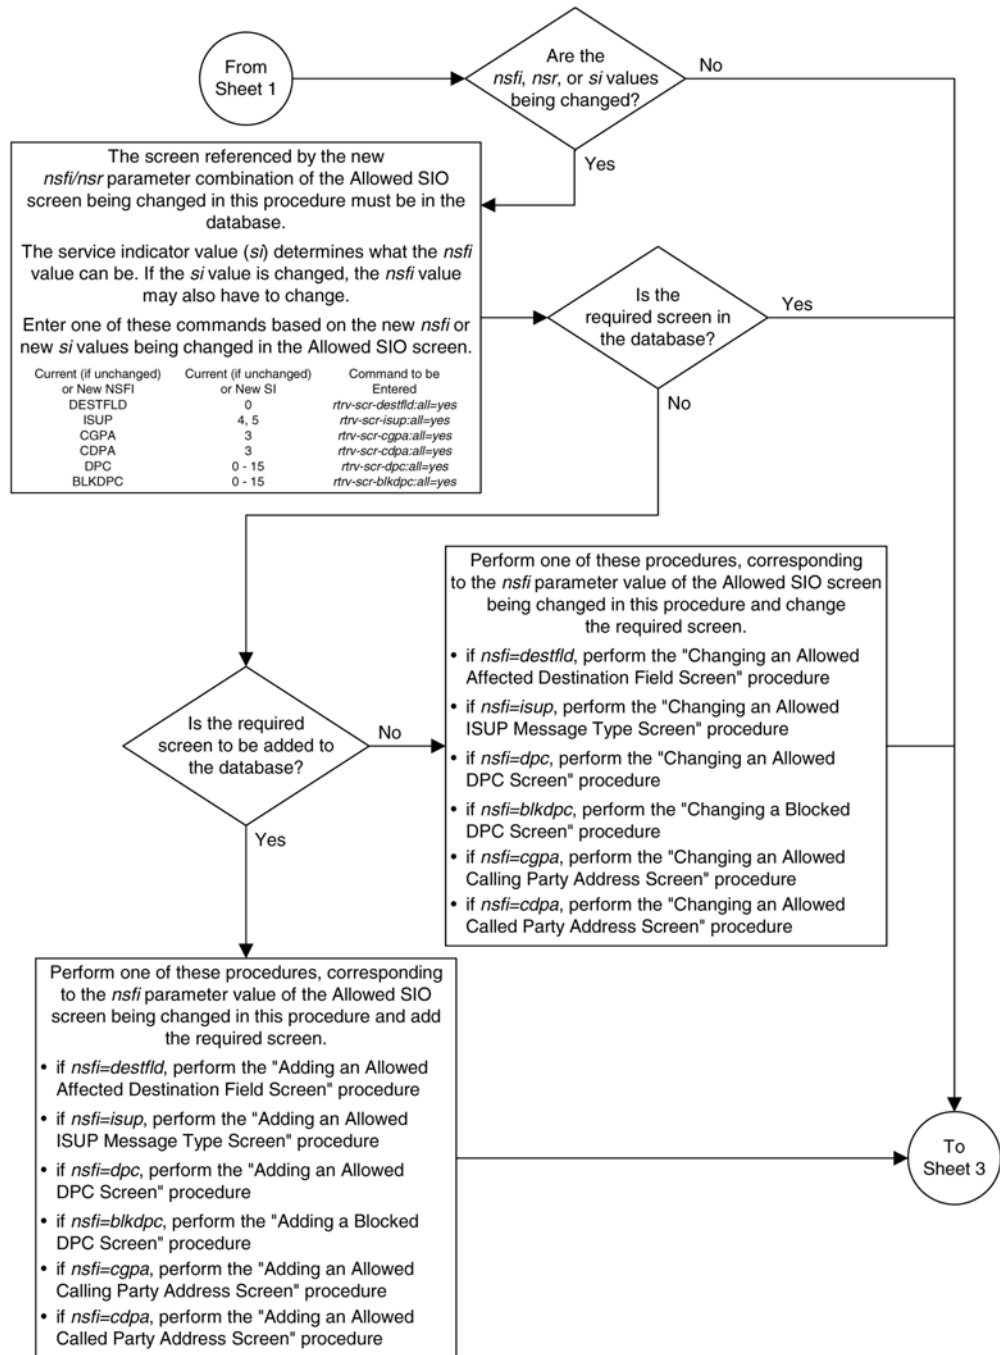 From
Sheet 1
Are the
nsfi, nsr, or si values
being changed?
No
Yes
The screen referenced by the new
nsfi/nsr parameter combination of the Allowed SIO
screen being changed in this procedure must be in the
database.
The service indicator value (si) determines what the nsfi
value can be. If the si value is changed, the nsfi value
may also have to change.
Enter one of these commands based on the new nsfi or
new si values being changed in the Allowed SIO screen.
Current (if unchanged) Current (if unchanged) Command to be
or New NSFI or New SI Entered
DESTFLD 0 rtrv-scr-destfld:all=yes
ISUP 4, 5 rtrv-scr-isup:all=yes
CGPA 3 rtrv-scr-cgpa:all=yes
CDPA 3 rtrv-scr-cdpa:all=yes
DPC 0 - 15 rtrv-scr-dpc:all=yes
BLKDPC 0 - 15 rtrv-scr-blkdpc:all=yes
Is the
required screen in
the database?
Yes
No
Is the required
screen to be added to
the database?
No
Yes
Perform one of these procedures, corresponding
to the nsfi parameter value of the Allowed SIO screen
being changed in this procedure and change
the required screen.
• if nsfi=destfld, perform the "Changing an Allowed
Affected Destination Field Screen" procedure
• if nsfi=isup, perform the "Changing an Allowed
ISUP Message Type Screen" procedure
• if nsfi=dpc, perform the "Changing an Allowed
DPC Screen" procedure
• if nsfi=blkdpc, perform the "Changing a Blocked
DPC Screen" procedure
• if nsfi=cgpa, perform the "Changing an Allowed
Calling Party Address Screen" procedure
• if nsfi=cdpa, perform the "Changing an Allowed
Called Party Address Screen" procedure
Perform one of these procedures, corresponding
to the nsfi parameter value of the Allowed SIO
screen being changed in this procedure and add
the required screen.
• if nsfi=destfld, perform the "Adding an Allowed
Affected Destination Field Screen" procedure
• if nsfi=isup, perform the "Adding an Allowed
ISUP Message Type Screen" procedure
• if nsfi=dpc, perform the "Adding an Allowed
DPC Screen" procedure
• if nsfi=blkdpc, perform the "Adding a Blocked
DPC Screen" procedure
• if nsfi=cgpa, perform the "Adding an Allowed
Calling Party Address Screen" procedure
• if nsfi=cdpa, perform the "Adding an Allowed
Called Party Address Screen" procedure
To
Sheet 3